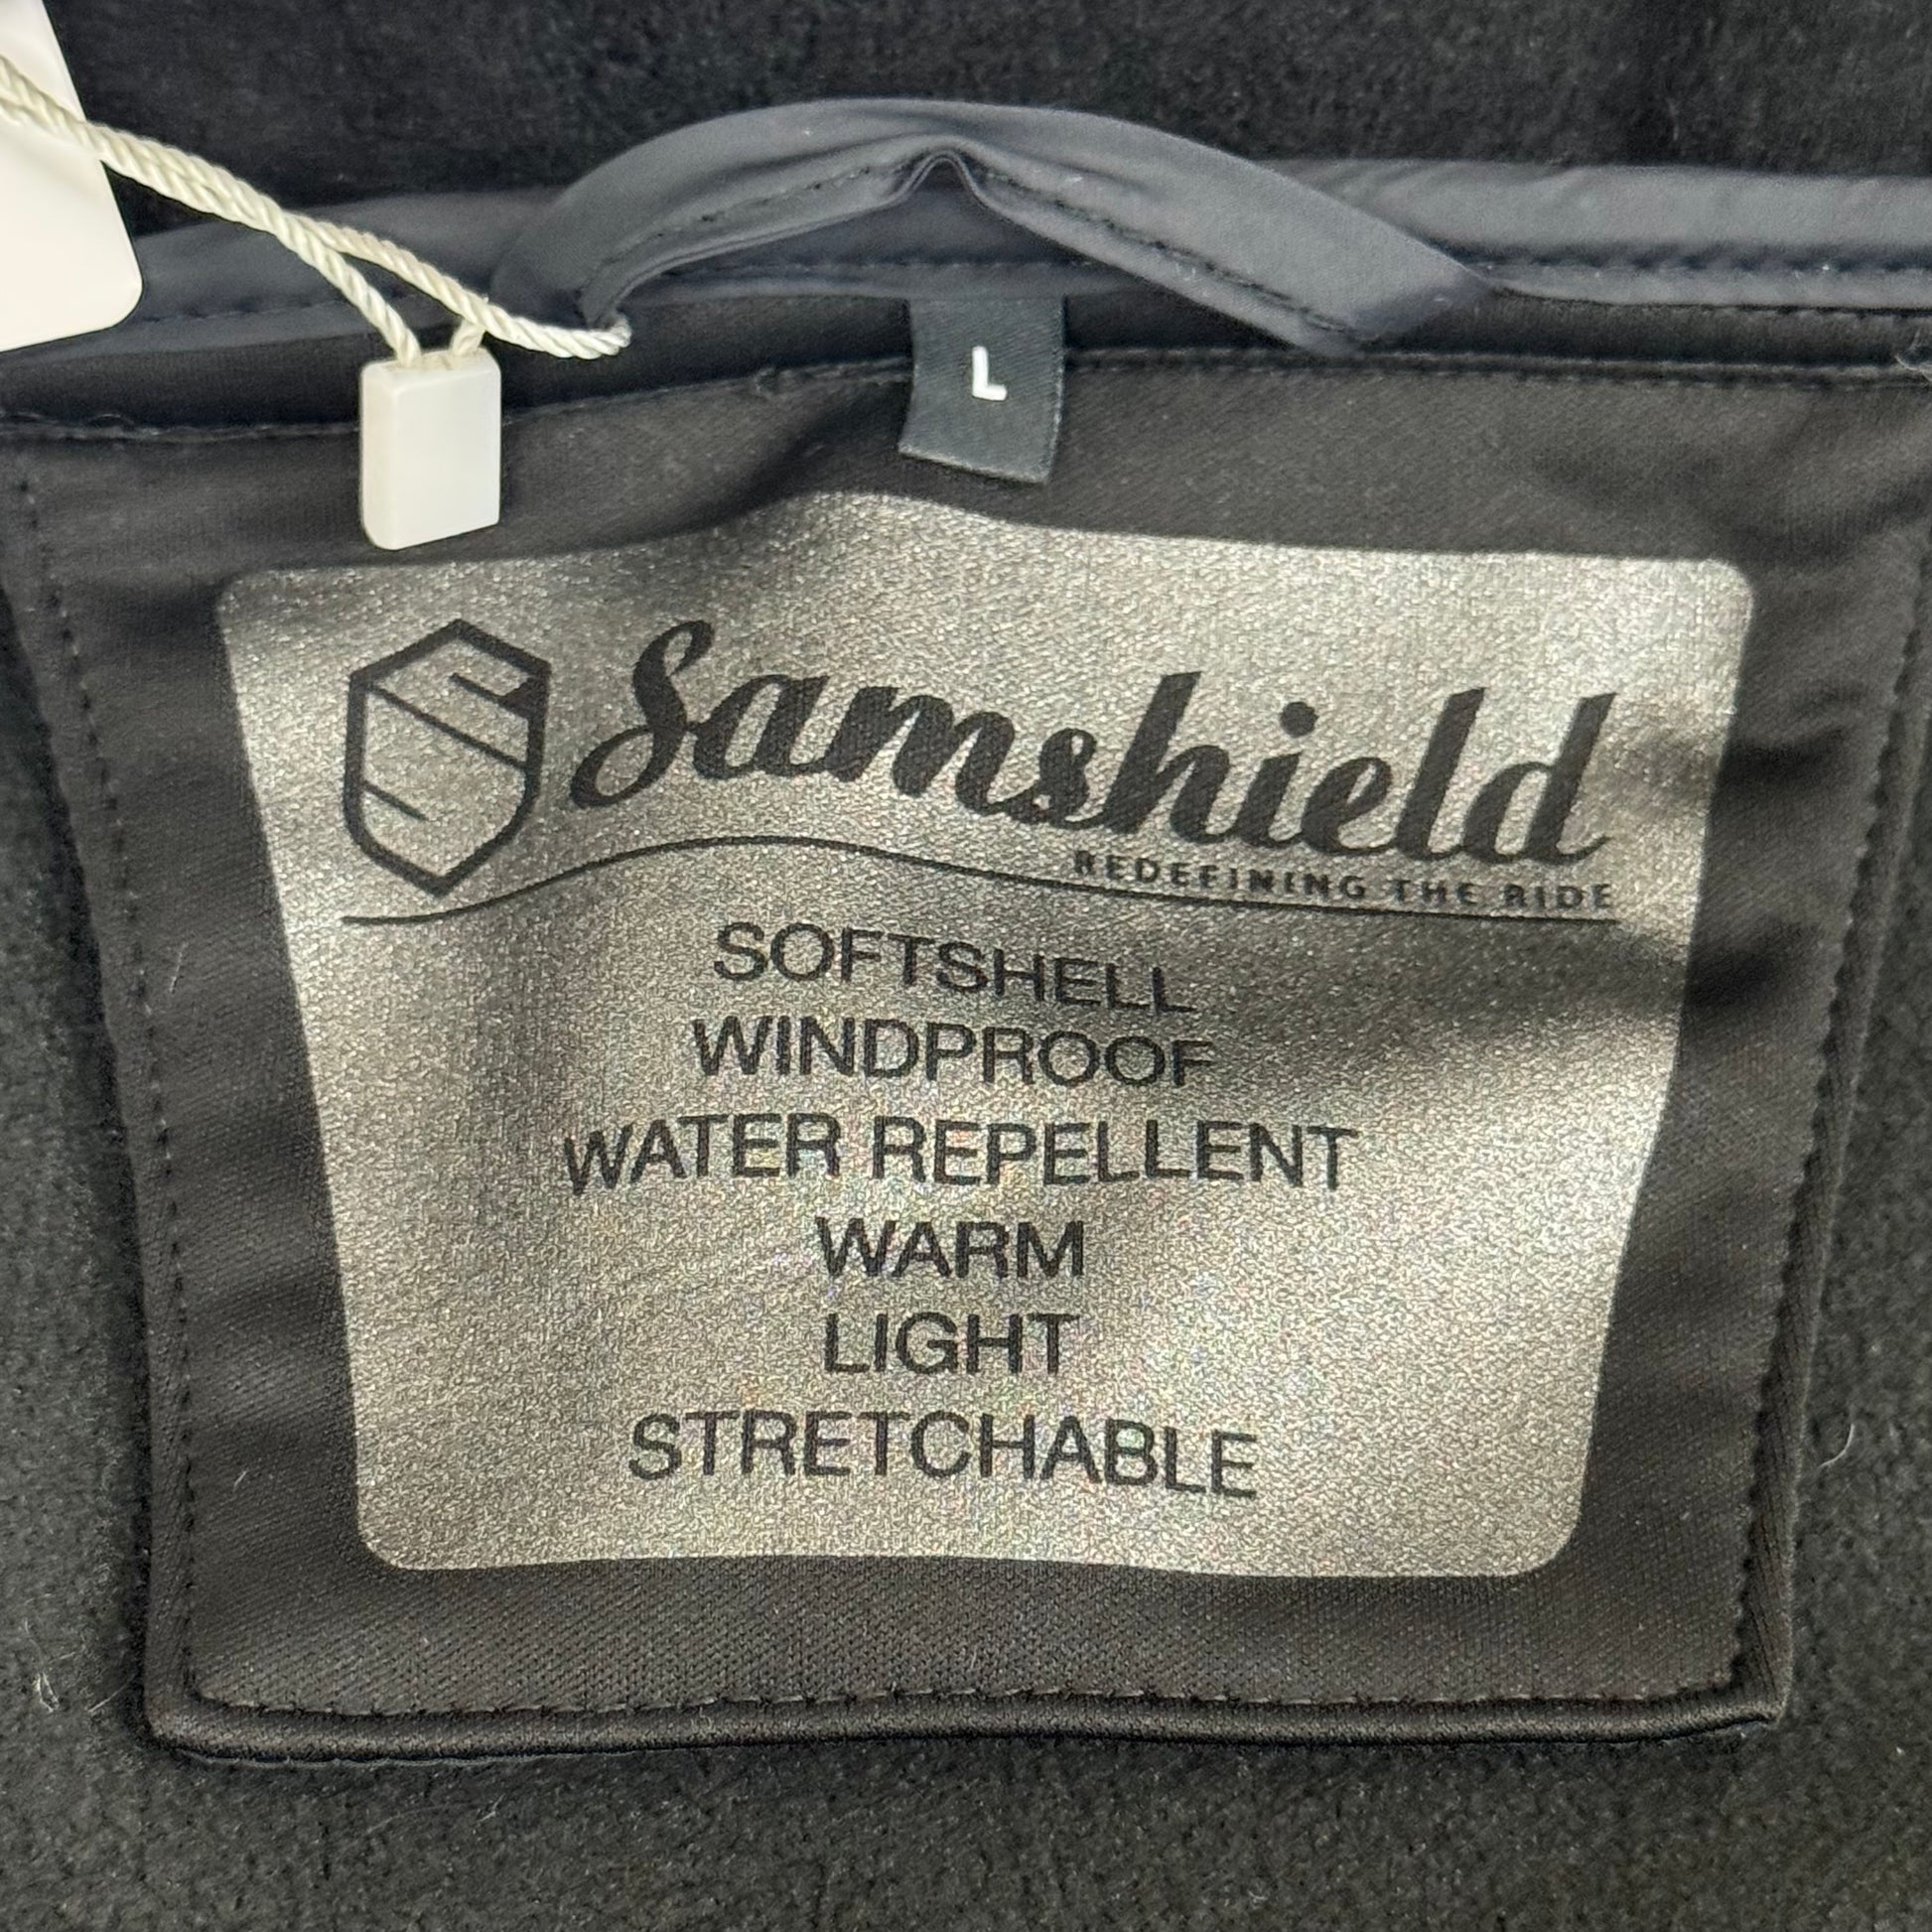 L
Samshield
REDEFINING THE RIDE
SOFTSHELL
WINDPROOF
WATER REPELLENT
WARM
LIGHT
STRETCHABLE